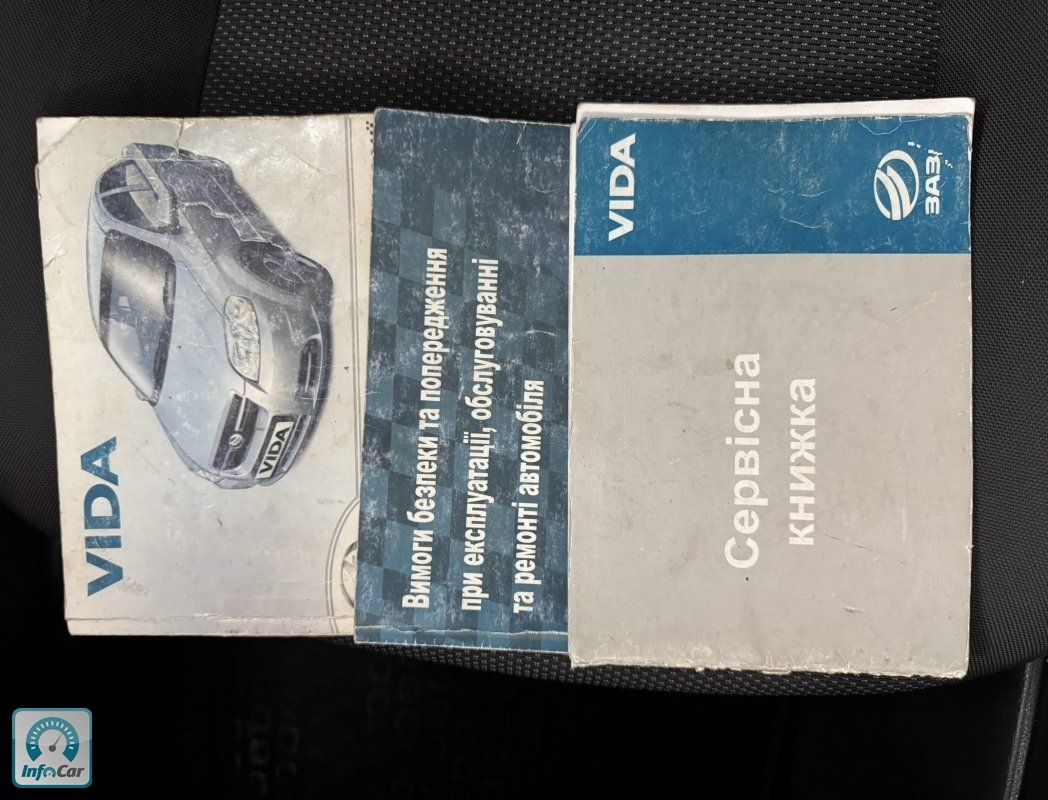 VIDA
VIDA
Вимоги безпеки та попередження
при експлуатації, обслуговуванні
та ремонті автомобіля
VIDA
ЗАЗ
Сервісна
книжка
InfoCar